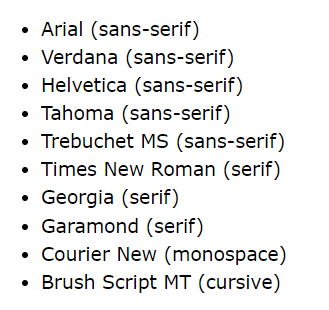 • Arial (sans-serif)
• Verdana (sans-serif)
• Helvetica (sans-serif)
• Tahoma (sans-serif)
• Trebuchet MS (sans-serif)
• Times New Roman (serif)
• Georgia (serif)
• Garamond (serif)
• Courier New (monospace)
• Brush Script MT (cursive)